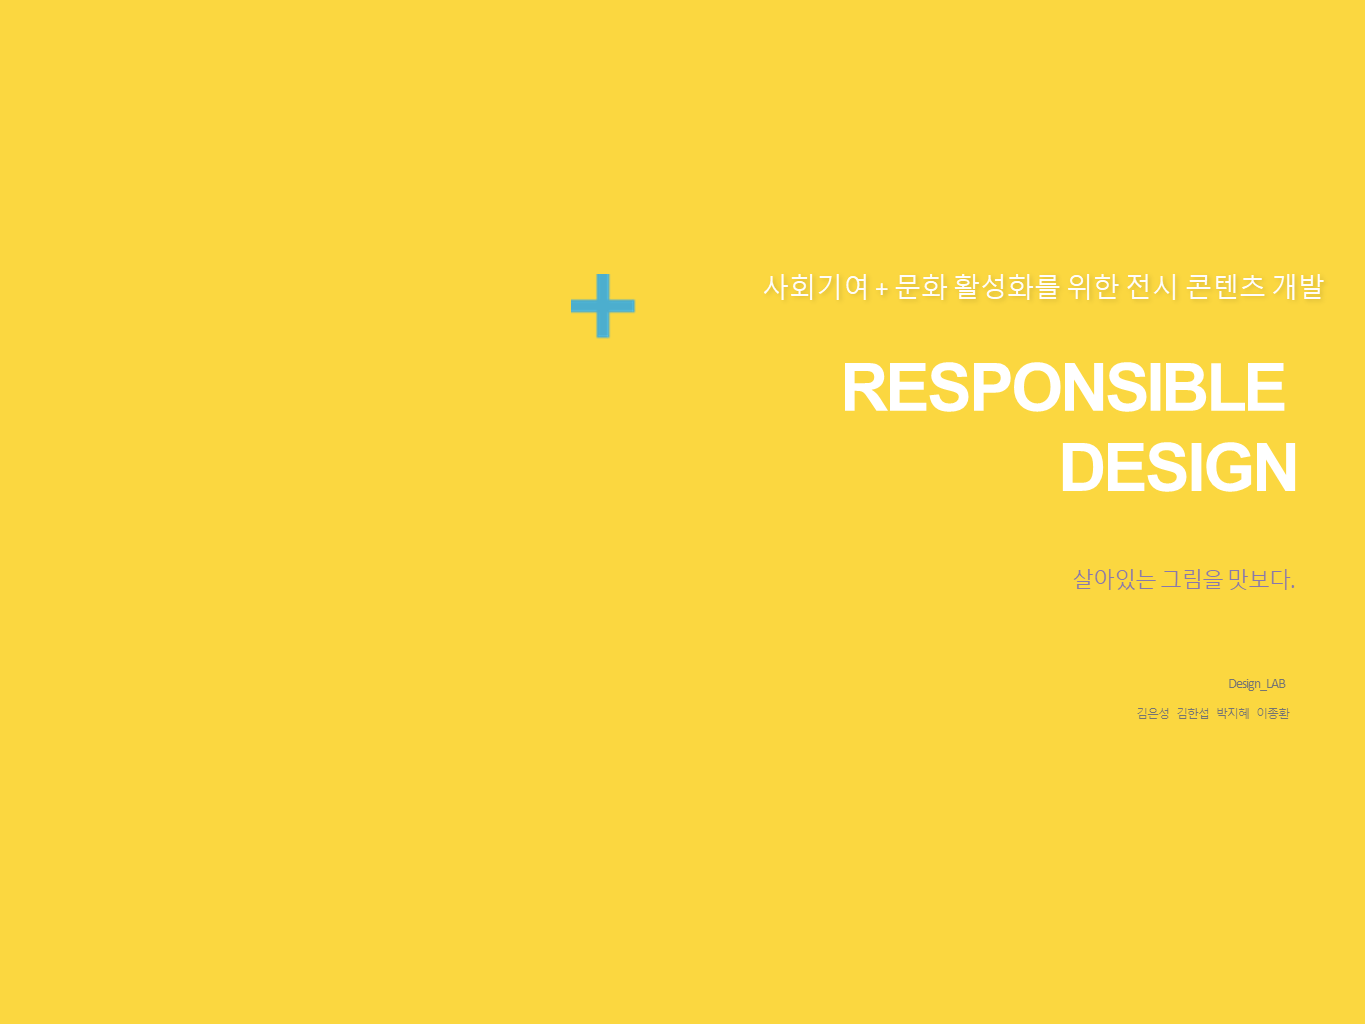 사회기여 + 문화 활성화를 위한 전시 콘텐츠 개발
RESPONSIBLE
DESIGN
살아있는 그림을 맛보다.
Design_LAB
김은성 김한섭 박지혜 이종환